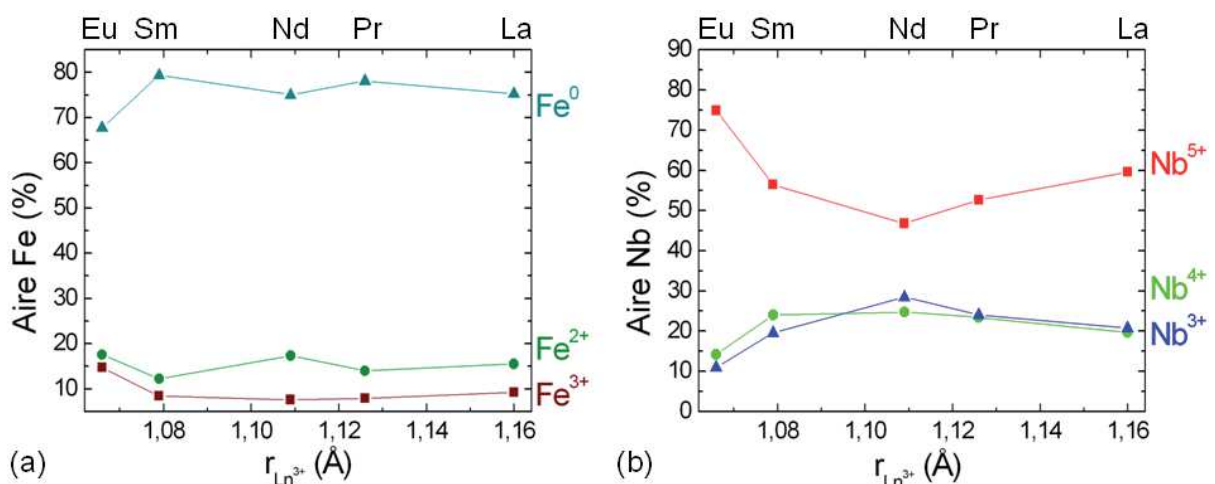 Eu Sm Nd Pr La
80
70
60
50
40
30
20
10
Aire Fe (%)
Fe⁰
Fe²⁺
Fe³⁺
1,08 1,10 1,12 1,14 1,16
(a) r Ln³⁺ (Å)
Eu Sm Nd Pr La
90
80
70
60
50
40
30
20
10
0
Aire Nb (%)
Nb⁵⁺
Nb⁴⁺
Nb³⁺
1,08 1,10 1,12 1,14 1,16
(b) r Ln³⁺ (Å)